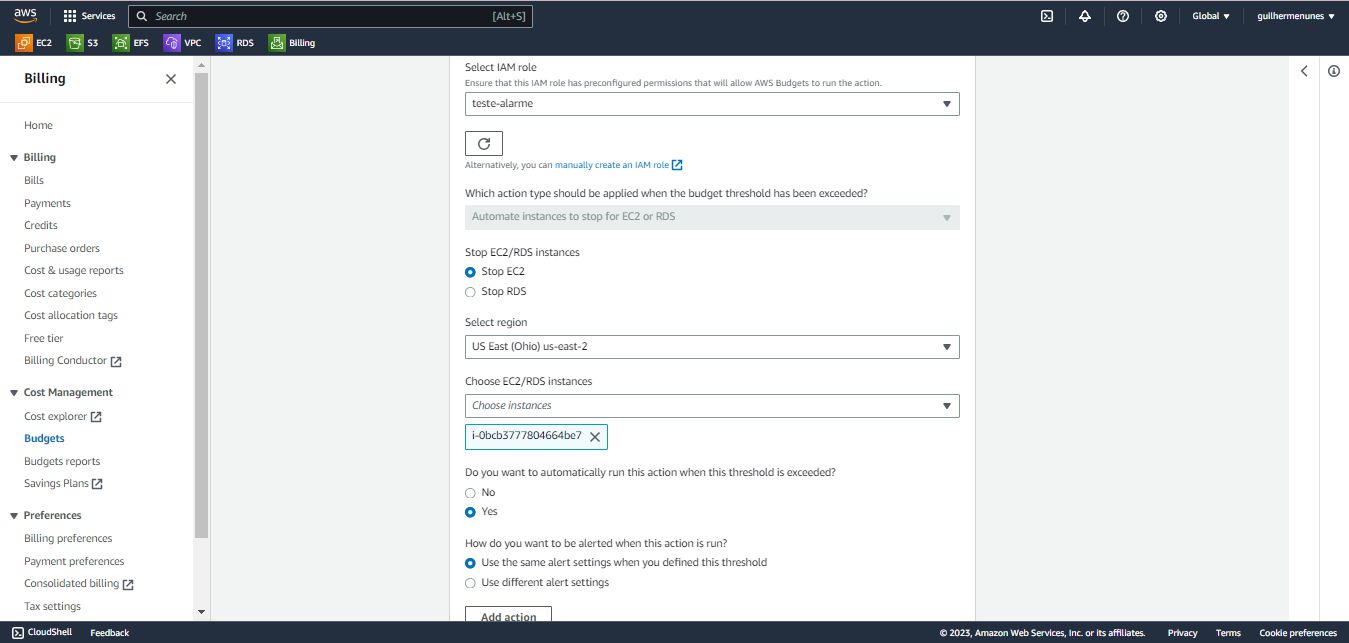 aws
Services
Search
[Alt+S]
Global
guilhermenunes
EC2
S3
EFS
VPC
RDS
Billing
Billing
Home
Billing
Bills
Payments
Credits
Purchase orders
Cost & usage reports
Cost categories
Cost allocation tags
Free tier
Billing Conductor
Cost Management
Cost explorer
Budgets
Budgets reports
Savings Plans
Preferences
Billing preferences
Payment preferences
Consolidated billing
Tax settings
Select IAM role
Ensure that this IAM role has preconfigured permissions that will allow AWS Budgets to run the action.
teste-alarme
Alternatively, you can manually create an IAM role
Which action type should be applied when the budget threshold has been exceeded?
Automate instances to stop for EC2 or RDS
Stop EC2/RDS instances
Stop EC2
Stop RDS
Select region
US East (Ohio) us-east-2
Choose EC2/RDS instances
Choose instances
i-0bcb3777804664be7
Do you want to automatically run this action when this threshold is exceeded?
No
Yes
How do you want to be alerted when this action is run?
Use the same alert settings when you defined this threshold
Use different alert settings
Add action
CloudShell
Feedback
© 2023, Amazon Web Services, Inc. or its affiliates.
Privacy
Terms
Cookie preferences